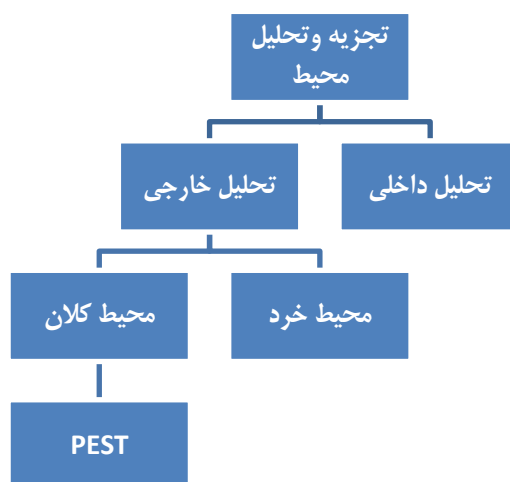 تجزیه وتحلیل
محیط
تحلیل داخلی
تحلیل خارجی
محیط خرد
محیط کلان
PEST